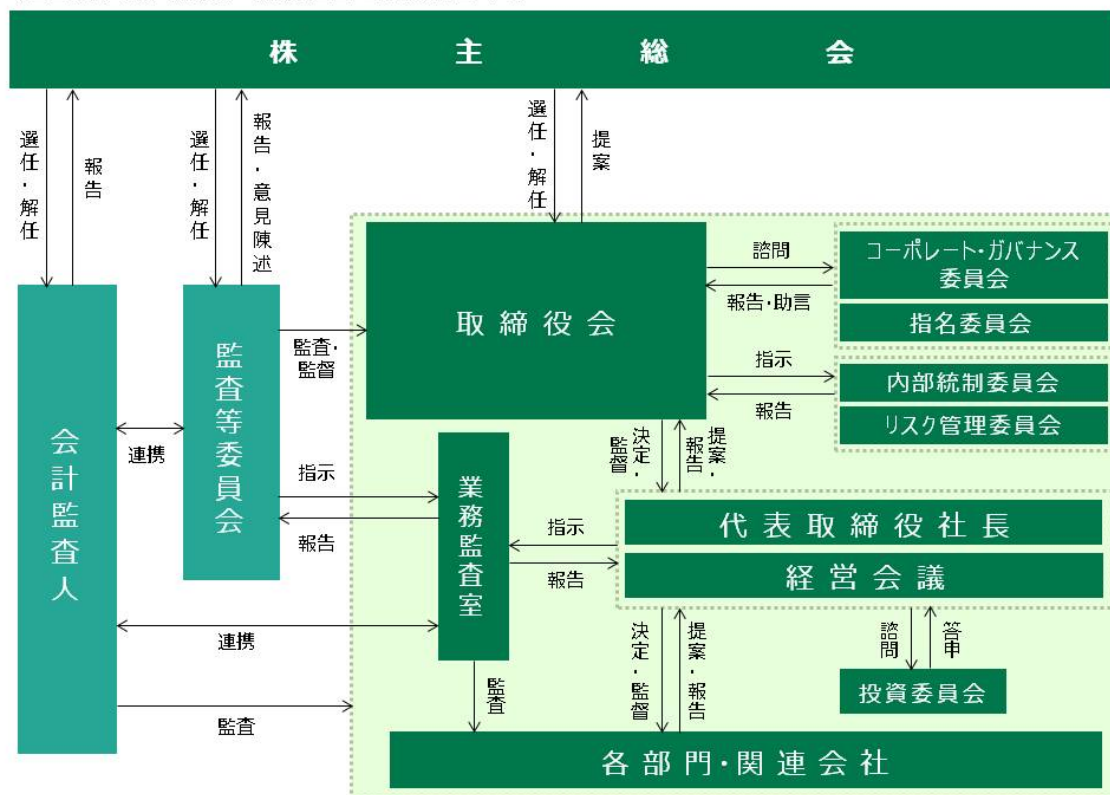 株主総会
選任・解任
報告
選任・解任
報告・意見陳述
選任・解任
提案
取締役会
諮問
報告・助言
コーポレート・ガバナンス
委員会
指名委員会
指示
報告
内部統制委員会
リスク管理委員会
会計監査人
監査等委員会
監査・
監督
連携
指示
報告
業務監査室
決定・
監督
提案・
報告
代表取締役社長
経営会議
指示
報告
連携
監査
監査
決定・監督
提案・報告
諮問
答申
投資委員会
各部門・関連会社